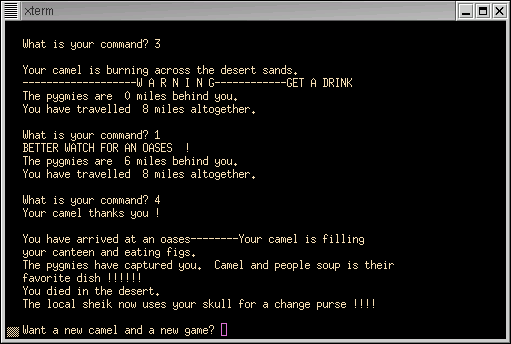 xterm
What is your command? 3
Your camel is burning across the desert sands.
-------------------W A R N I N G------------GET A DRINK
The pygmies are  0 miles behind you.
You have travelled  8 miles altogether.
What is your command? 1
BETTER WATCH FOR AN OASES  !
The pygmies are  6 miles behind you.
You have travelled  8 miles altogether.
What is your command? 4
Your camel thanks you !
You have arrived at an oases--------Your camel is filling
your canteen and eating figs.
The pygmies have captured you.  Camel and people soup is their
favorite dish !!!!!!
You died in the desert.
The local sheik now uses your skull for a change purse !!!!
Want a new camel and a new game?